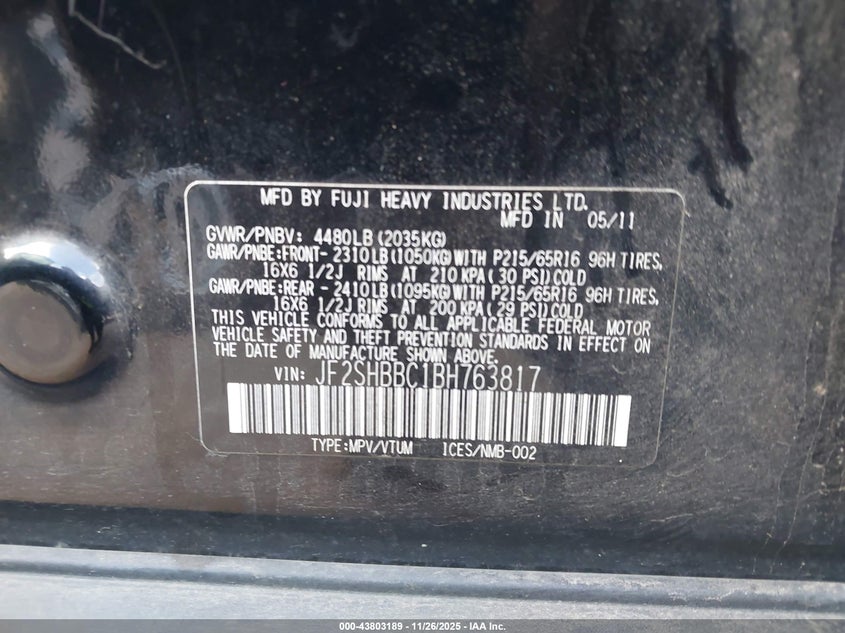 MFD BY FUJI HEAVY INDUSTRIES LTD.
MFD IN 05/11
GVWR/PNBV: 4480LB (2035KG)
GAWR/PNBE:FRONT- 2310LB (1050KG) WITH P215/65R16 96H TIRES,
16X6 1/2J RIMS AT 210 KPA (30 PSI) COLD
GAWR/PNBE:REAR - 2410LB (1095KG) WITH P215/65R16 96H TIRES,
16X6 1/2J RIMS AT 200 KPA (29 PSI) COLD
THIS VEHICLE CONFORMS TO ALL APPLICABLE FEDERAL MOTOR
VEHICLE SAFETY AND THEFT PREVENTION STANDARDS IN EFFECT ON
THE DATE OF MANUFACTURE SHOWN ABOVE.
VIN: JF2SHBBC1BH763817
TYPE:MPV/VTUM ICES/NMB-002
000-43803189 - 11/26/2025 - IAA Inc.